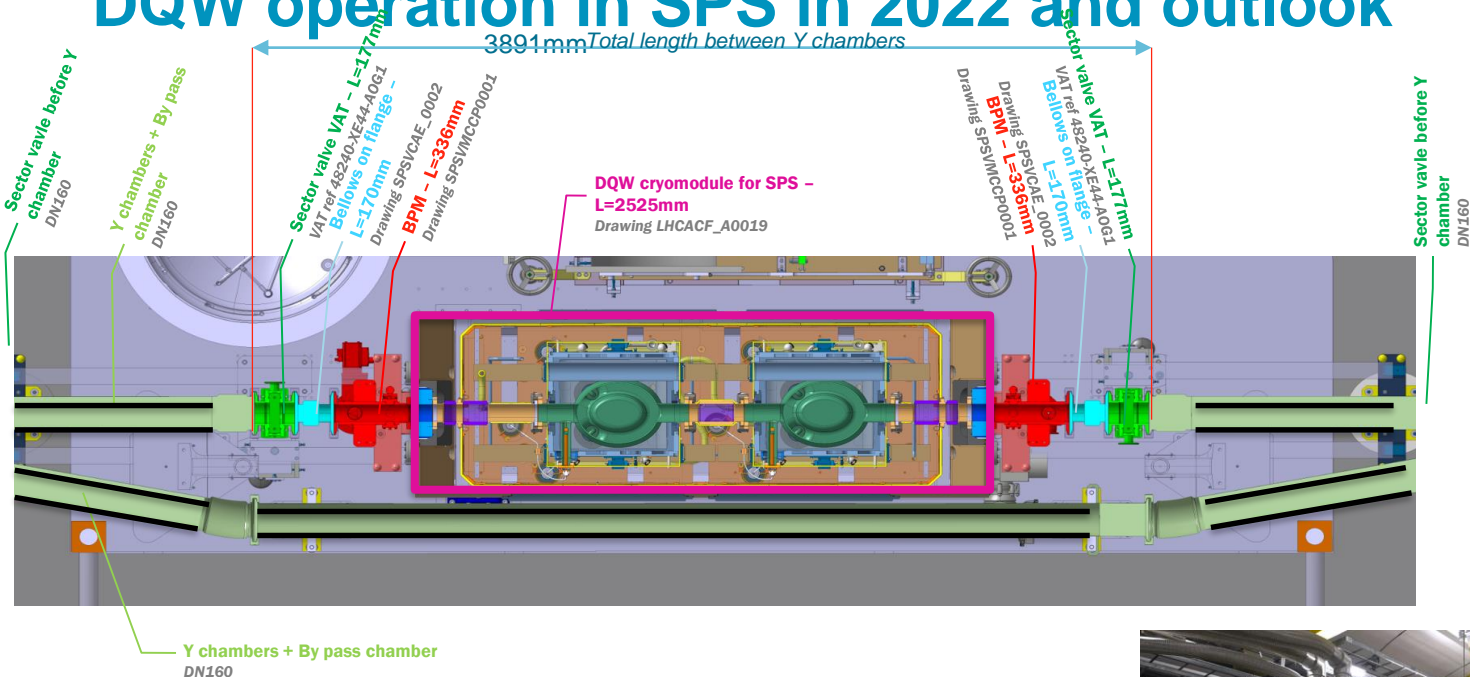 DQW operation in SPS in 2022 and outlook
3891mm Total length between Y chambers
Sector vavle before Y
chamber
DN160
Y chambers + By pass
chamber
DN160
Sector valve VAT – L=177mm
VAT ref 48240-XE44-AOG1
Bellows on flange –
L=170mm
Drawing SPSVCAE_0002
BPM – L=336mm
Drawing SPSVMCCP0001
DQW cryomodule for SPS –
L=2525mm
Drawing LHCACF_A0019
Sector valve VAT – L=177mm
VAT ref 48240-XE44-AOG1
Bellows on flange –
L=170mm
Drawing SPSVCAE_0002
BPM – L=336mm
Drawing SPSVMCCP0001
Sector vavle before Y
chamber
DN160
Y chambers + By pass chamber
DN160